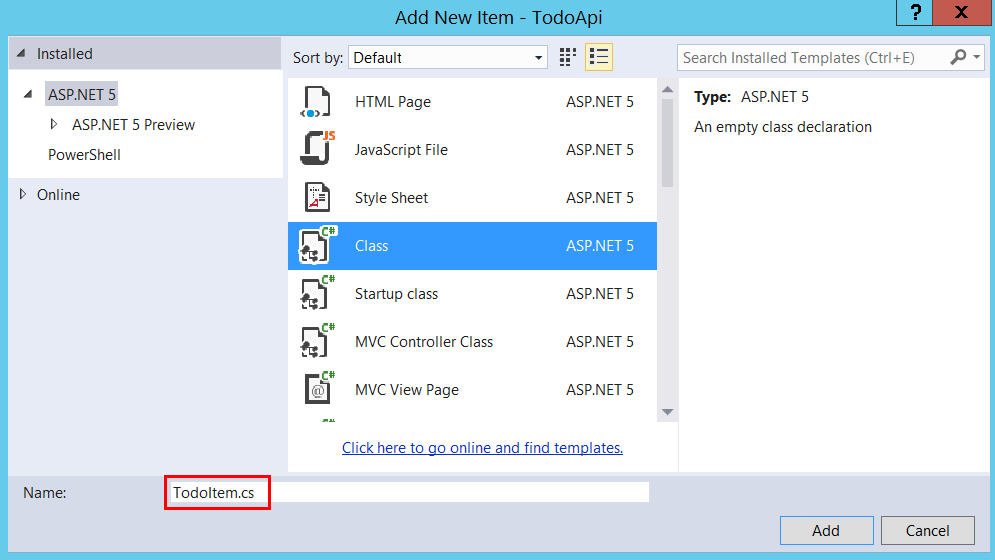 Add New Item - TodoApi
?
X
Installed
Sort by: Default
Search Installed Templates (Ctrl+E)
ASP.NET 5
ASP.NET 5 Preview
PowerShell
Online
HTML Page ASP.NET 5
JS
JavaScript File ASP.NET 5
A
Style Sheet ASP.NET 5
C#
Class ASP.NET 5
C#
Startup class ASP.NET 5
C#
MVC Controller Class ASP.NET 5
C#
@
MVC View Page ASP.NET 5
Click here to go online and find templates.
Type: ASP.NET 5
An empty class declaration
Name: TodoItem.cs
Add Cancel